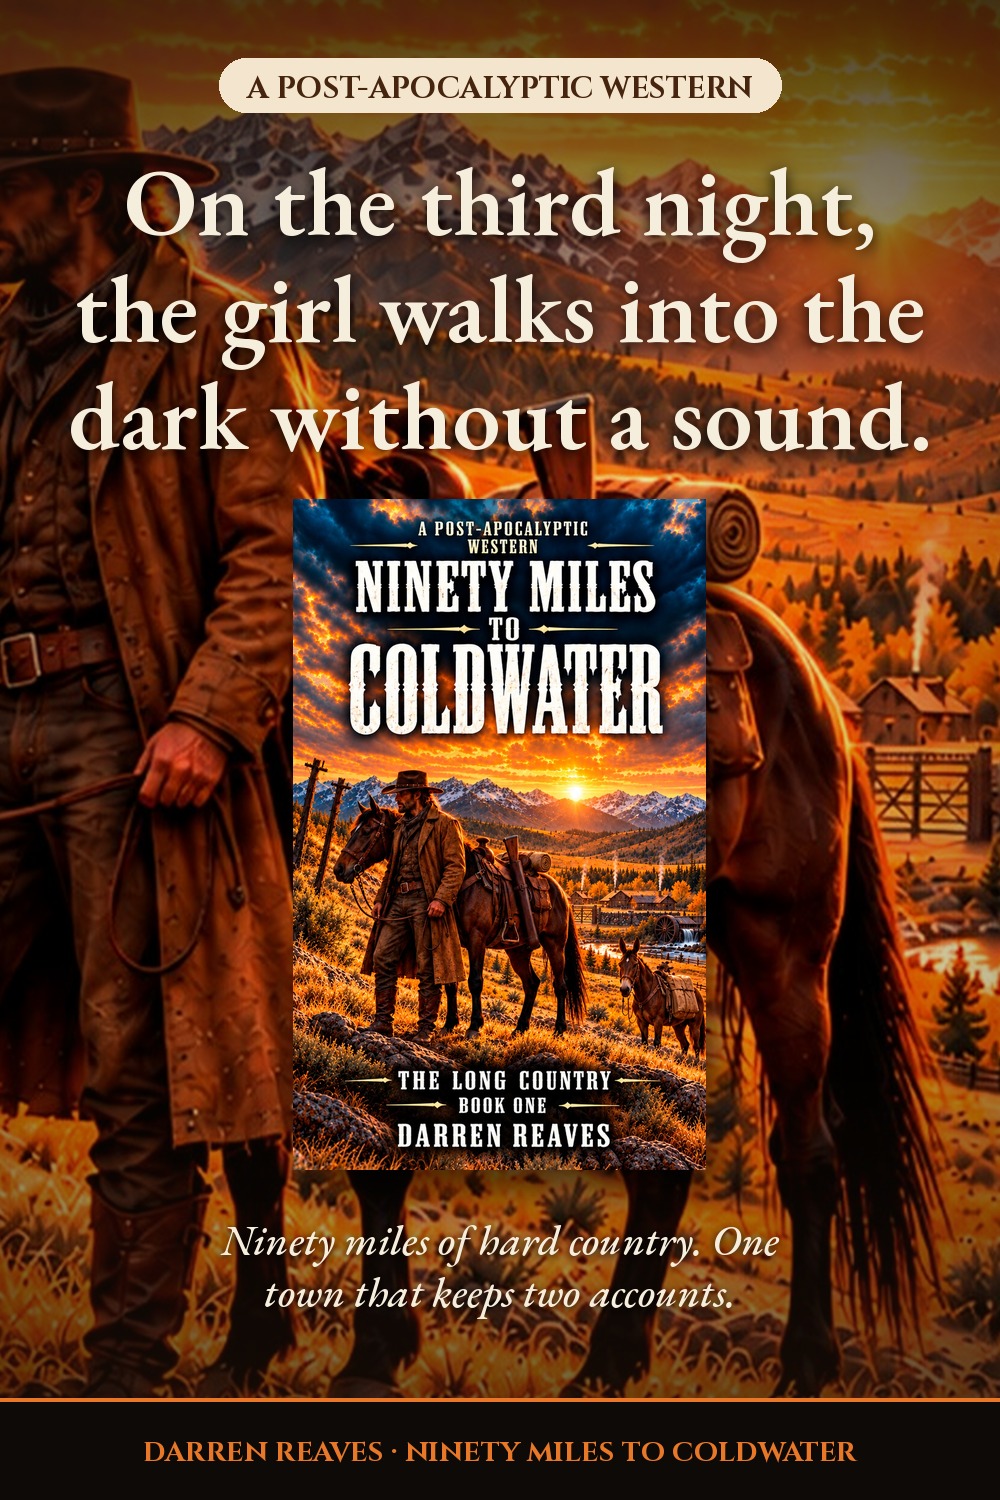 A POST-APOCALYPTIC WESTERN
On the third night,
the girl walks into the
dark without a sound.
A POST-APOCALYPTIC
WESTERN
NINETY MILES
TO
COLDWATER
THE LONG COUNTRY
BOOK ONE
DARREN REAVES
Ninety miles of hard country. One
town that keeps two accounts.
DARREN REAVES · NINETY MILES TO COLDWATER